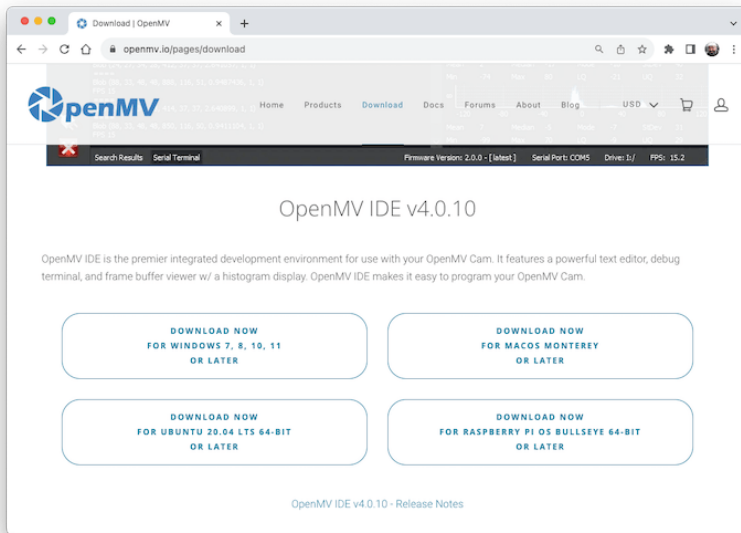 Download | OpenMV
openmv.io/pages/download
OpenMV
Home Products Download Docs Forums About Blog USD
Search Results Serial Terminal Firmware Version: 2.0.0 - [ latest ] Serial Port: COM5 Drive: I:/ FPS: 15.2
OpenMV IDE v4.0.10
OpenMV IDE is the premier integrated development environment for use with your OpenMV Cam. It features a powerful text editor, debug
terminal, and frame buffer viewer w/ a histogram display. OpenMV IDE makes it easy to program your OpenMV Cam.
DOWNLOAD NOW
FOR WINDOWS 7, 8, 10, 11
OR LATER
DOWNLOAD NOW
FOR MACOS MONTEREY
OR LATER
DOWNLOAD NOW
FOR UBUNTU 20.04 LTS 64-BIT
OR LATER
DOWNLOAD NOW
FOR RASPBERRY PI OS BULLSEYE 64-BIT
OR LATER
OpenMV IDE v4.0.10 - Release Notes